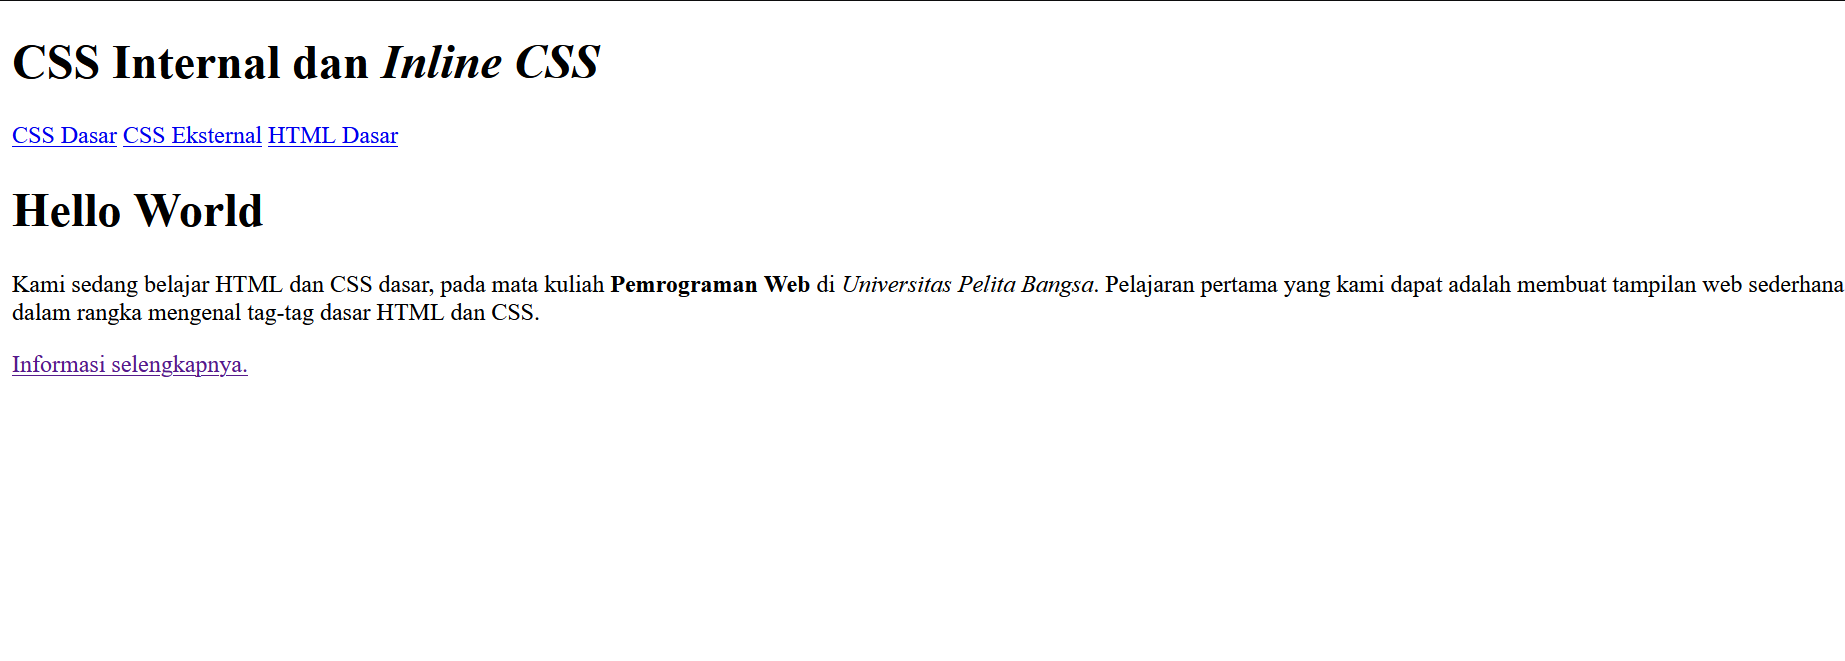 CSS Internal dan Inline CSS
CSS Dasar CSS Eksternal HTML Dasar
Hello World
Kami sedang belajar HTML dan CSS dasar, pada mata kuliah Pemrograman Web di Universitas Pelita Bangsa. Pelajaran pertama yang kami dapat adalah membuat tampilan web sederhana
dalam rangka mengenal tag-tag dasar HTML dan CSS.
Informasi selengkapnya.